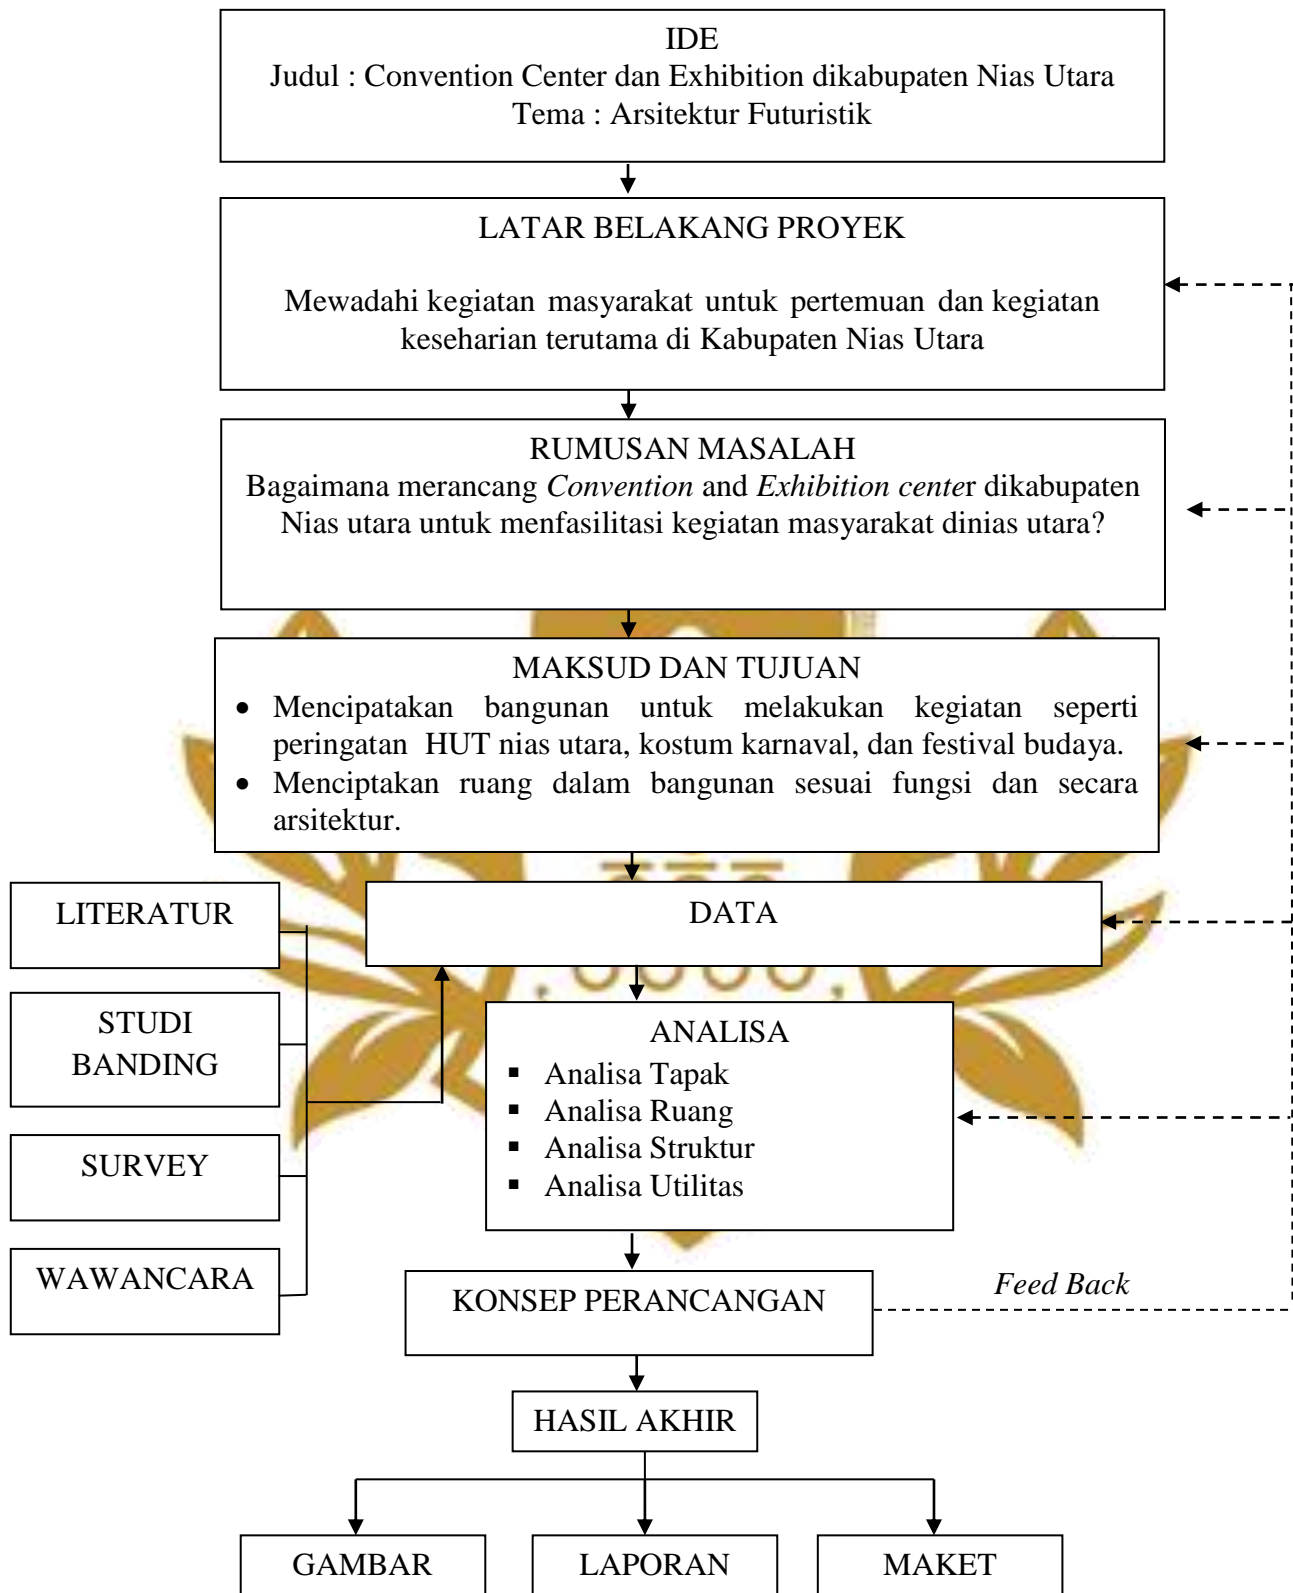 IDE
Judul : Convention Center dan Exhibition dikabupaten Nias Utara
Tema : Arsitektur Futuristik
LATAR BELAKANG PROYEK
Mewadahi kegiatan masyarakat untuk pertemuan dan kegiatan
keseharian terutama di Kabupaten Nias Utara
RUMUSAN MASALAH
Bagaimana merancang Convention and Exhibition center dikabupaten
Nias utara untuk menfasilitasi kegiatan masyarakat dinias utara?
MAKSUD DAN TUJUAN
• Mencipatakan bangunan untuk melakukan kegiatan seperti
peringatan HUT nias utara, kostum karnaval, dan festival budaya.
• Menciptakan ruang dalam bangunan sesuai fungsi dan secara
arsitektur.
LITERATUR
DATA
STUDI
BANDING
ANALISA
▪ Analisa Tapak
▪ Analisa Ruang
▪ Analisa Struktur
▪ Analisa Utilitas
SURVEY
WAWANCARA
KONSEP PERANCANGAN
Feed Back
HASIL AKHIR
GAMBAR
LAPORAN
MAKET